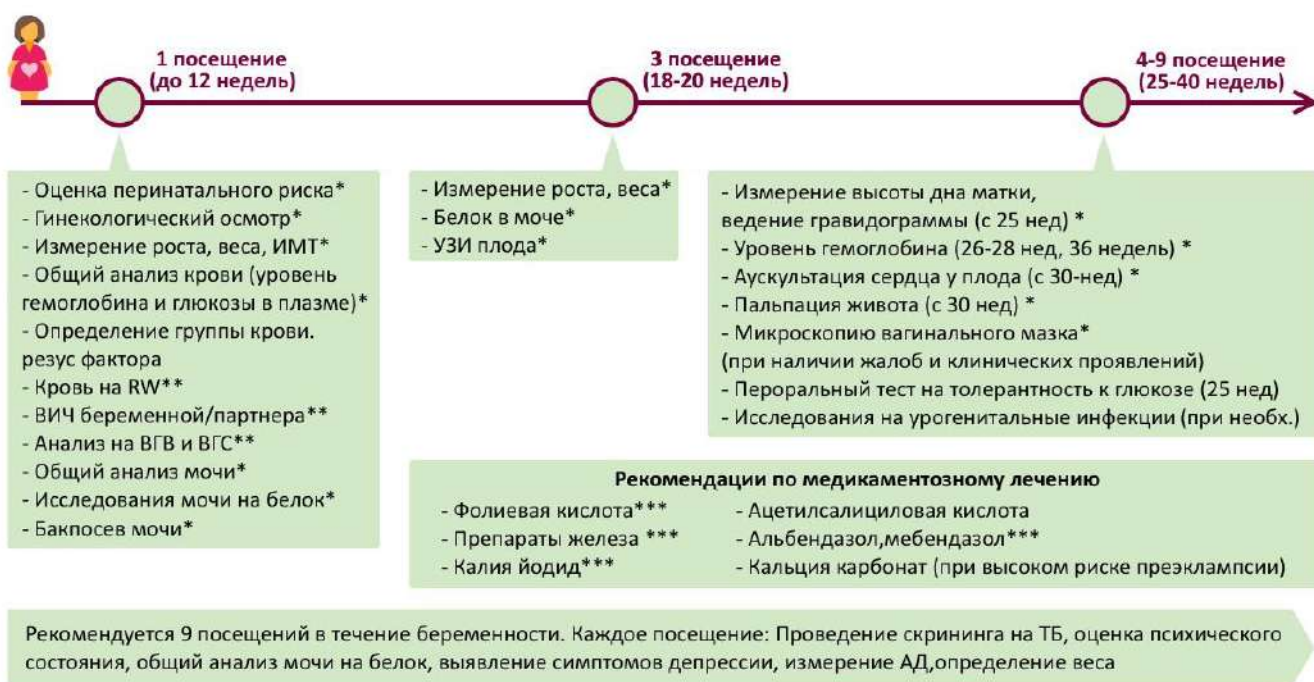 1 посещение
(до 12 недель)
3 посещение
(18-20 недель)
4-9 посещение
(25-40 недель)
- Оценка перинатального риска*
- Гинекологический осмотр*
- Измерение роста, веса, ИМТ*
- Общий анализ крови (уровень
гемоглобина и глюкозы в плазме)*
- Определение группы крови.
резус фактора
- Кровь на RW**
- ВИЧ беременной/партнера**
- Анализ на ВГВ и ВГС**
- Общий анализ мочи*
- Исследования мочи на белок*
- Бакпосев мочи*
- Измерение роста, веса*
- Белок в моче*
- УЗИ плода*
- Измерение высоты дна матки,
ведение гравидограммы (с 25 нед) *
- Уровень гемоглобина (26-28 нед, 36 недель) *
- Аускультация сердца у плода (с 30-нед) *
- Пальпация живота (с 30 нед) *
- Микроскопию вагинального мазка*
(при наличии жалоб и клинических проявлений)
- Пероральный тест на толерантность к глюкозе (25 нед)
- Исследования на урогенитальные инфекции (при необх.)
Рекомендации по медикаментозному лечению
- Фолиевая кислота***
- Препараты железа ***
- Калия йодид***
- Ацетилсалициловая кислота
- Альбендазол,мебендазол***
- Кальция карбонат (при высоком риске преэклампсии)
Рекомендуется 9 посещений в течение беременности. Каждое посещение: Проведение скрининга на ТБ, оценка психического
состояния, общий анализ мочи на белок, выявление симптомов депрессии, измерение АД,определение веса